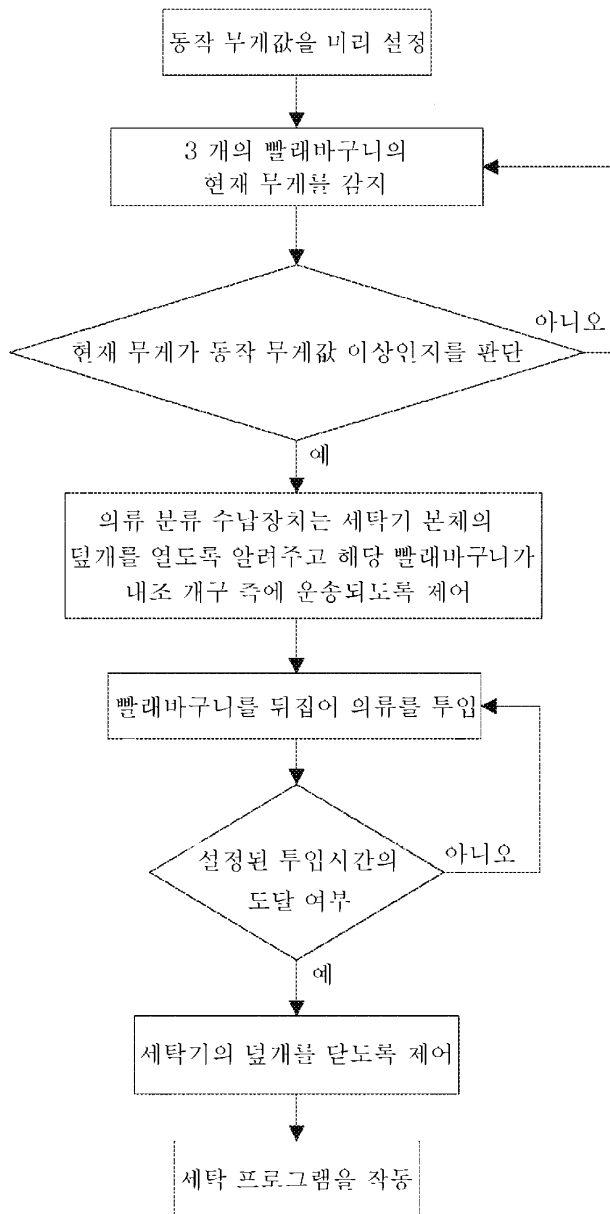 동작 무게값을 미리 설정
3 개의 빨래바구니의
현재 무게를 감지
아니오
현재 무게가 동작 무게값 이상인지를 판단
예
의류 분류 수납장치는 세탁기 본체의
덮개를 열도록 알려주고 해당 빨래바구니가
내조 개구 측에 운송되도록 제어
빨래바구니를 뒤집어 의류를 투입
아니오
설정된 투입시간의
도달 여부
예
세탁기의 덮개를 닫도록 제어
세탁 프로그램을 작동